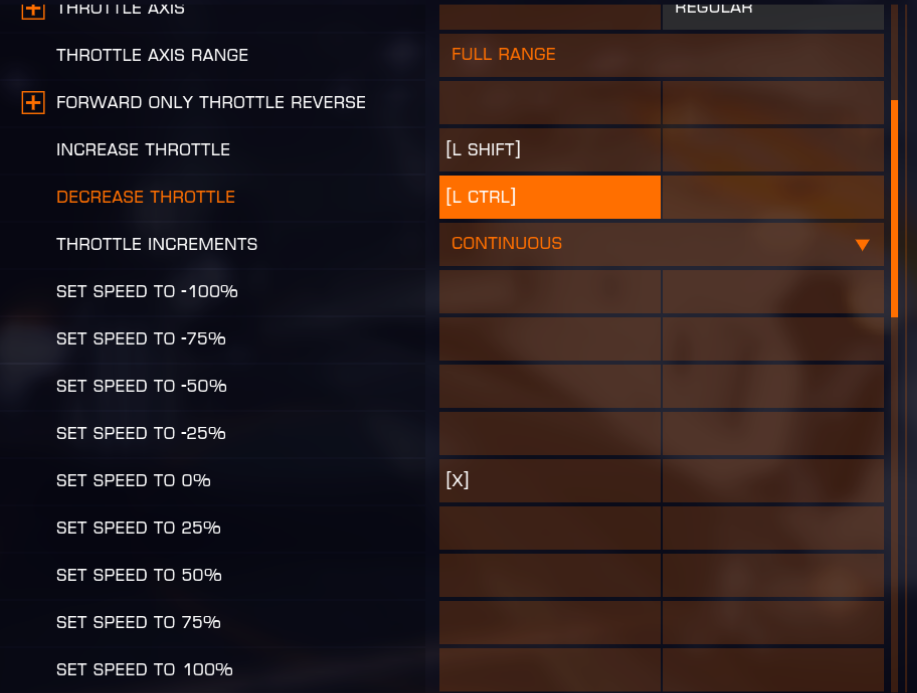 THROTTLE AXIS REGULAR
THROTTLE AXIS RANGE FULL RANGE
FORWARD ONLY THROTTLE REVERSE
INCREASE THROTTLE [L SHIFT]
DECREASE THROTTLE [L CTRL]
THROTTLE INCREMENTS CONTINUOUS
SET SPEED TO -100%
SET SPEED TO -75%
SET SPEED TO -50%
SET SPEED TO -25%
SET SPEED TO 0% [X]
SET SPEED TO 25%
SET SPEED TO 50%
SET SPEED TO 75%
SET SPEED TO 100%